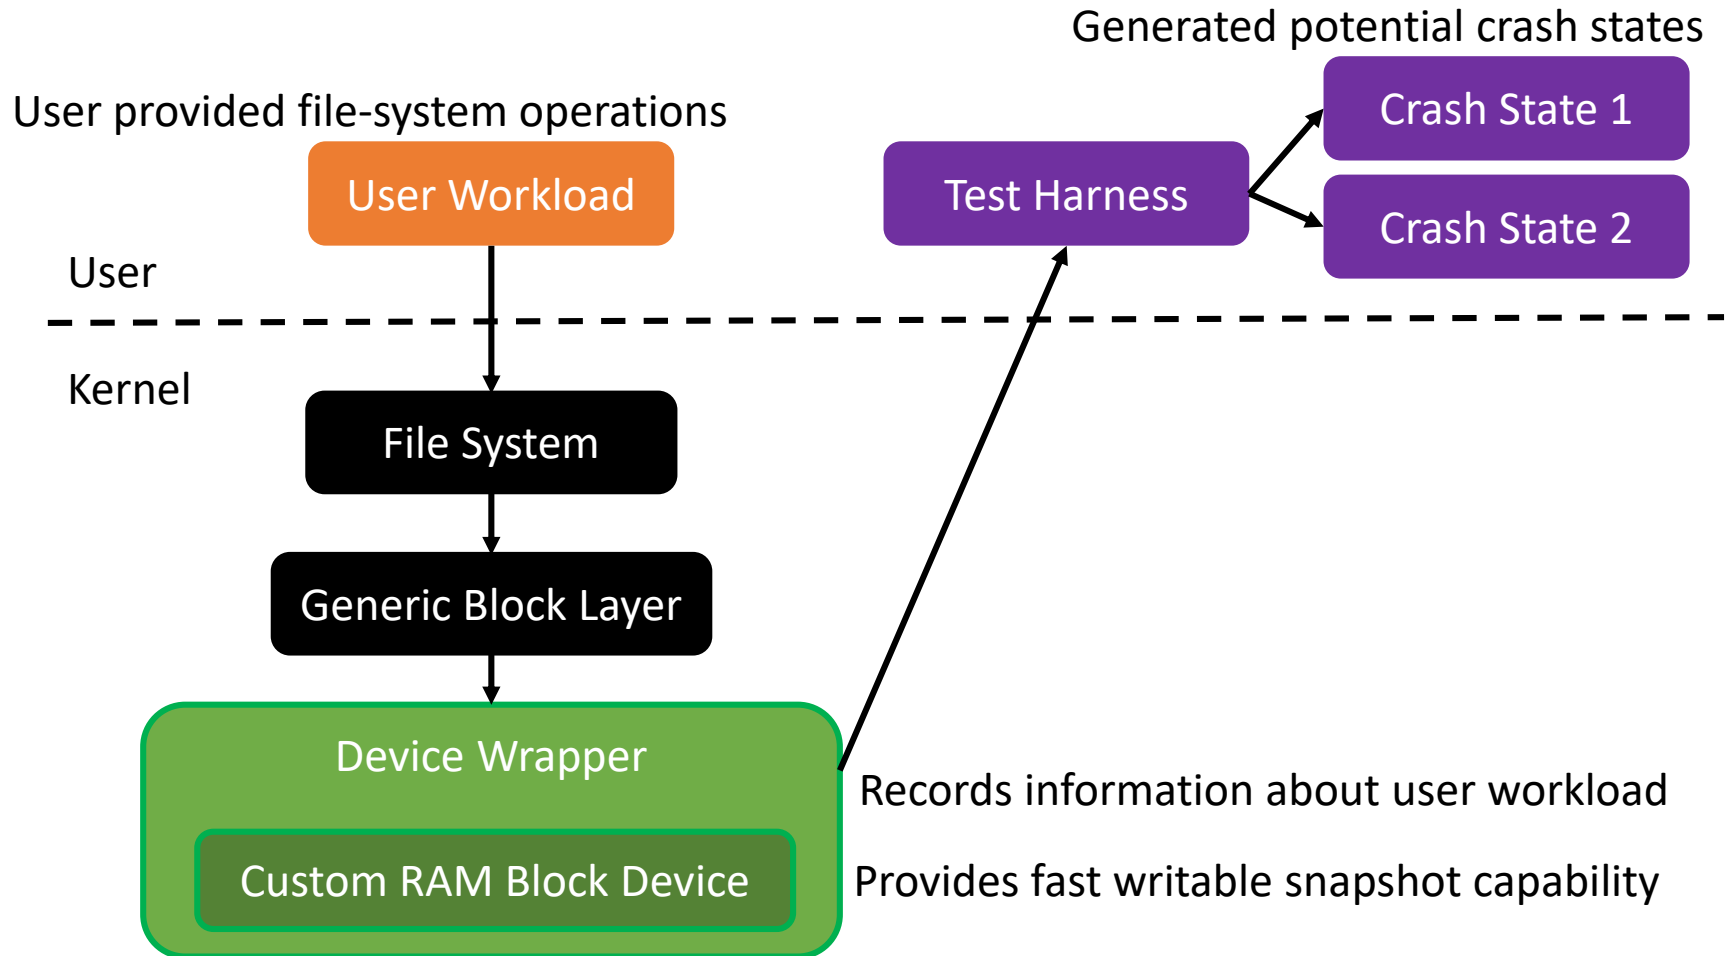 Generated potential crash states
Crash State 1
User provided file-system operations
User Workload
Test Harness
Crash State 2
User
Kernel
File System
Generic Block Layer
Device Wrapper
Records information about user workload
Custom RAM Block Device
Provides fast writable snapshot capability